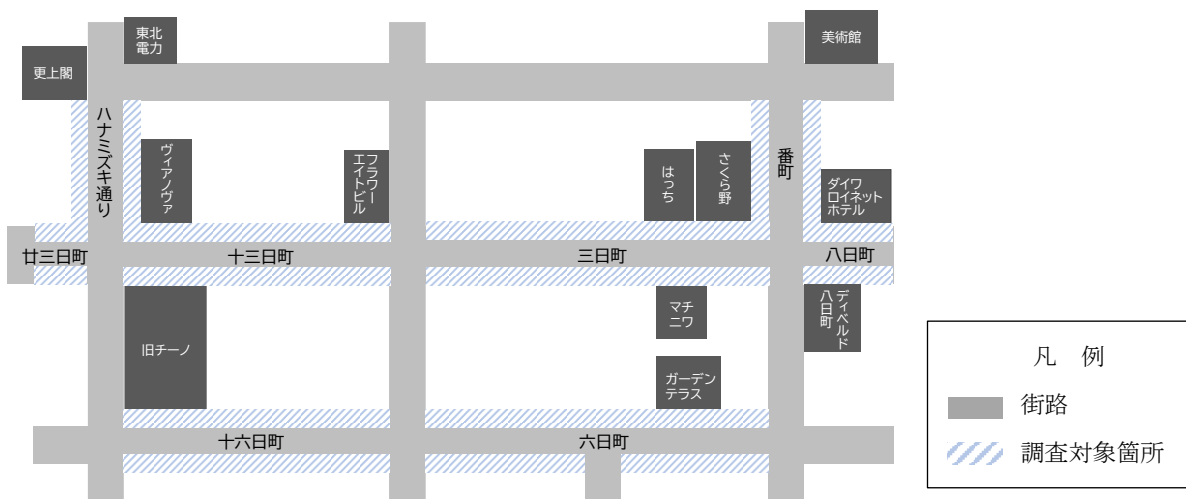 東北
電力
美術館
更上閣
ハナミズキ通り
ヴィアノヴァ
フラワー
エイトビル
はっち
さくら野
番町
ダイワ
ロイネット
ホテル
廿三日町
十三日町
三日町
八日町
旧チーノ
マチ
ニワ
ディベルド
八日町
ガーデン
テラス
十六日町
六日町
凡 例
街路
調査対象箇所